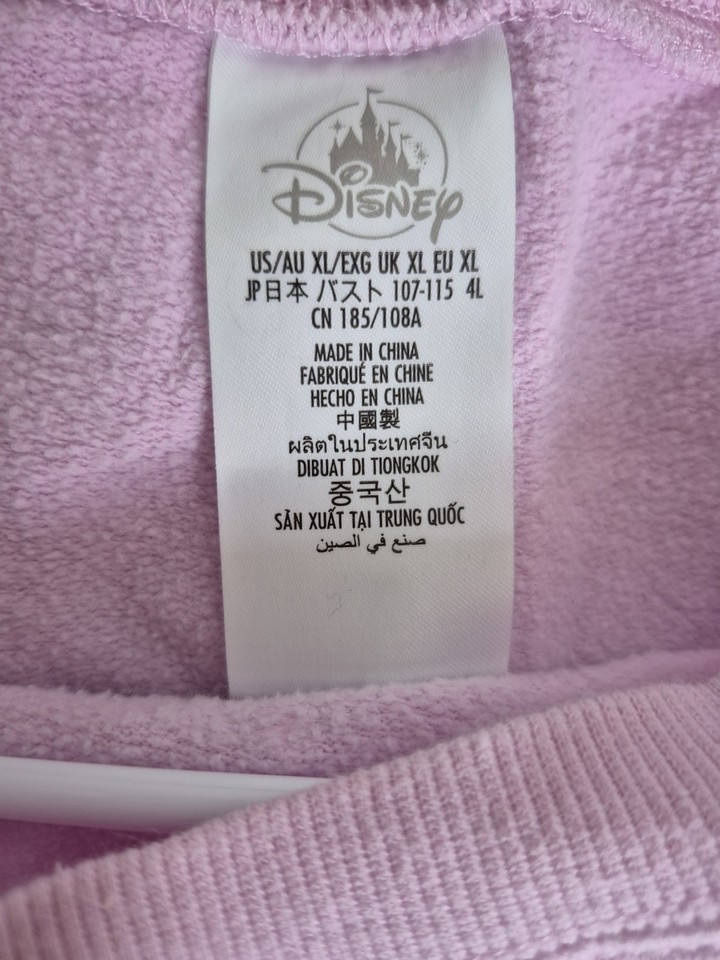 Disney
US/AU XL/EXG UK XL EU XL
JP日本 バスト 107-115 4L
CN 185/108A
MADE IN CHINA
FABRIQUÉ EN CHINE
HECHO EN CHINA
中國製
ผลิตในประเทศจีน
DIBUAT DI TIONGKOK
중국산
SẢN XUẤT TẠI TRUNG QUỐC
صنع في الصين